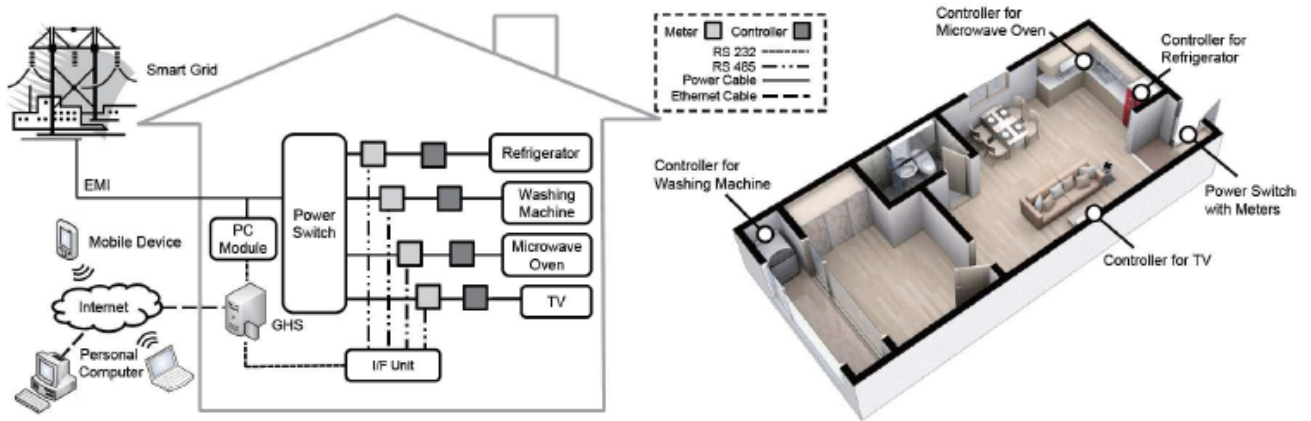 Smart Grid
EMI
Mobile Device
Internet
Personal
Computer
PC
Module
GHS
Power
Switch
Refrigerator
Washing
Machine
Microwave
Oven
TV
I/F Unit
Meter
Controller
RS 232
RS 485
Power Cable
Ethernet Cable
Controller for
Microwave Oven
Controller for
Refrigerator
Controller for
Washing Machine
Power Switch
with Meters
Controller for TV